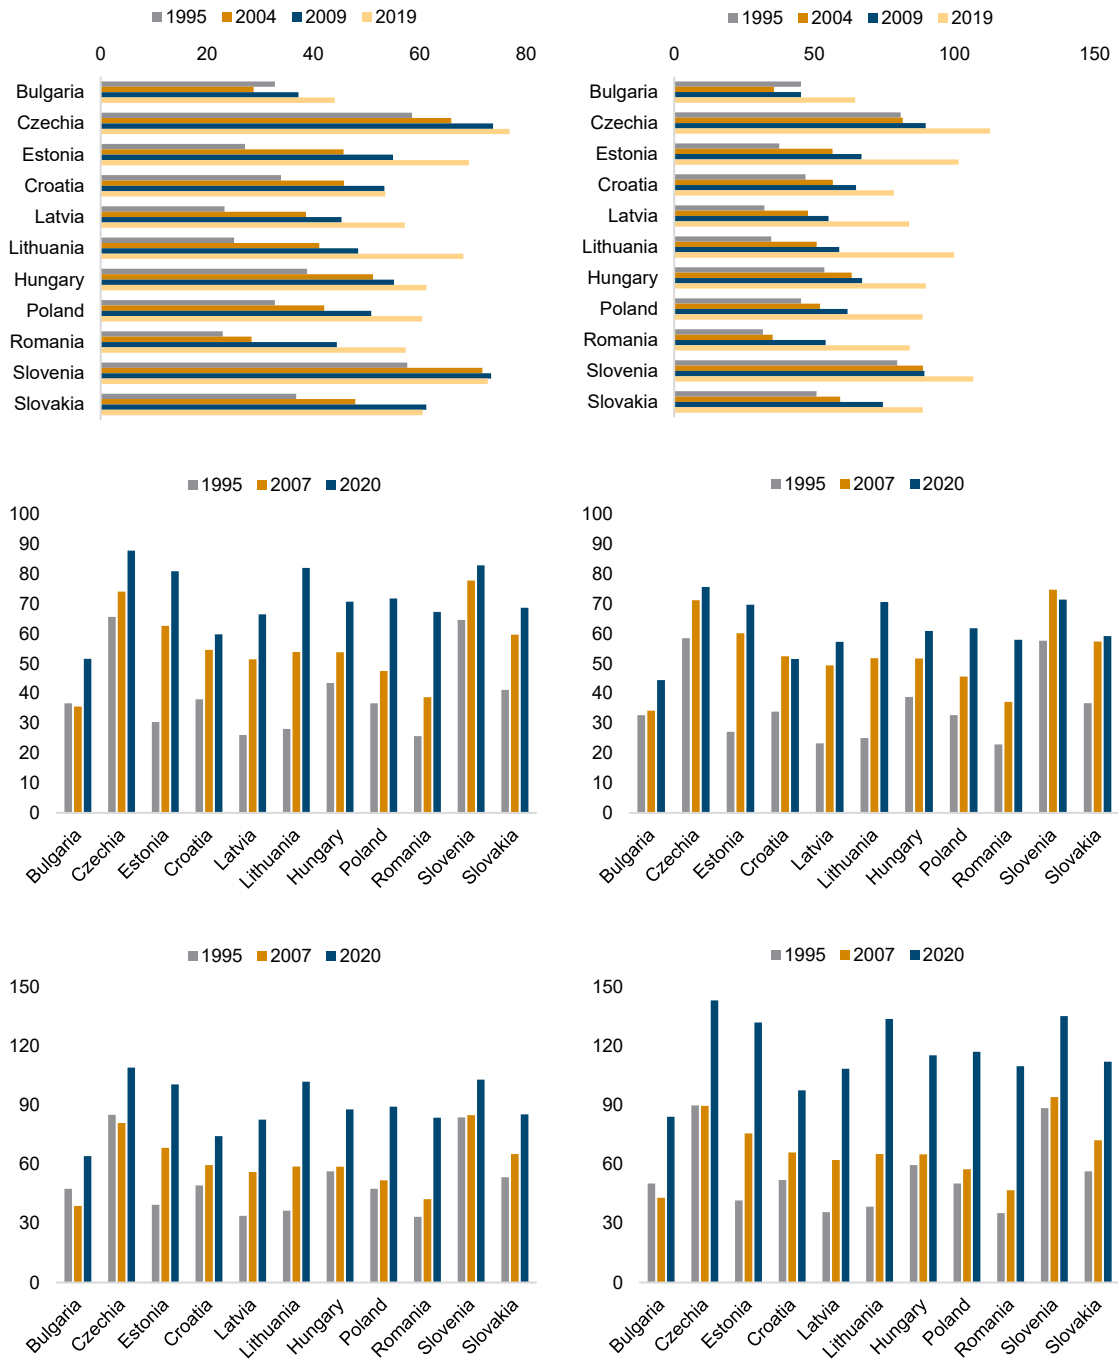 1995 2004 2009 2019
0 20 40 60 80
Bulgaria
Czechia
Estonia
Croatia
Latvia
Lithuania
Hungary
Poland
Romania
Slovenia
Slovakia
1995 2004 2009 2019
0 50 100 150
Bulgaria
Czechia
Estonia
Croatia
Latvia
Lithuania
Hungary
Poland
Romania
Slovenia
Slovakia
1995 2007 2020
100
90
80
70
60
50
40
30
20
10
0
Bulgaria Czechia Estonia Croatia Latvia Lithuania Hungary Poland Romania Slovenia Slovakia
1995 2007 2020
100
90
80
70
60
50
40
30
20
10
0
Bulgaria Czechia Estonia Croatia Latvia Lithuania Hungary Poland Romania Slovenia Slovakia
1995 2007 2020
150
120
90
60
30
0
Bulgaria Czechia Estonia Croatia Latvia Lithuania Hungary Poland Romania Slovenia Slovakia
1995 2007 2020
150
120
90
60
30
0
Bulgaria Czechia Estonia Croatia Latvia Lithuania Hungary Poland Romania Slovenia Slovakia